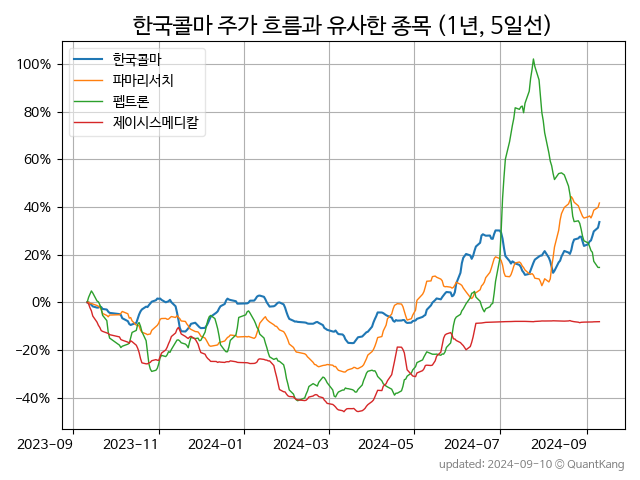 한국콜마 주가 흐름과 유사한 종목 (1년, 5일선)
한국콜마
파마리서치
펩트론
제이시스메디칼
100%
80%
60%
40%
20%
0%
−20%
−40%
2023-09
2023-11
2024-01
2024-03
2024-05
2024-07
2024-09
updated: 2024-09-10 ⓒ QuantKang